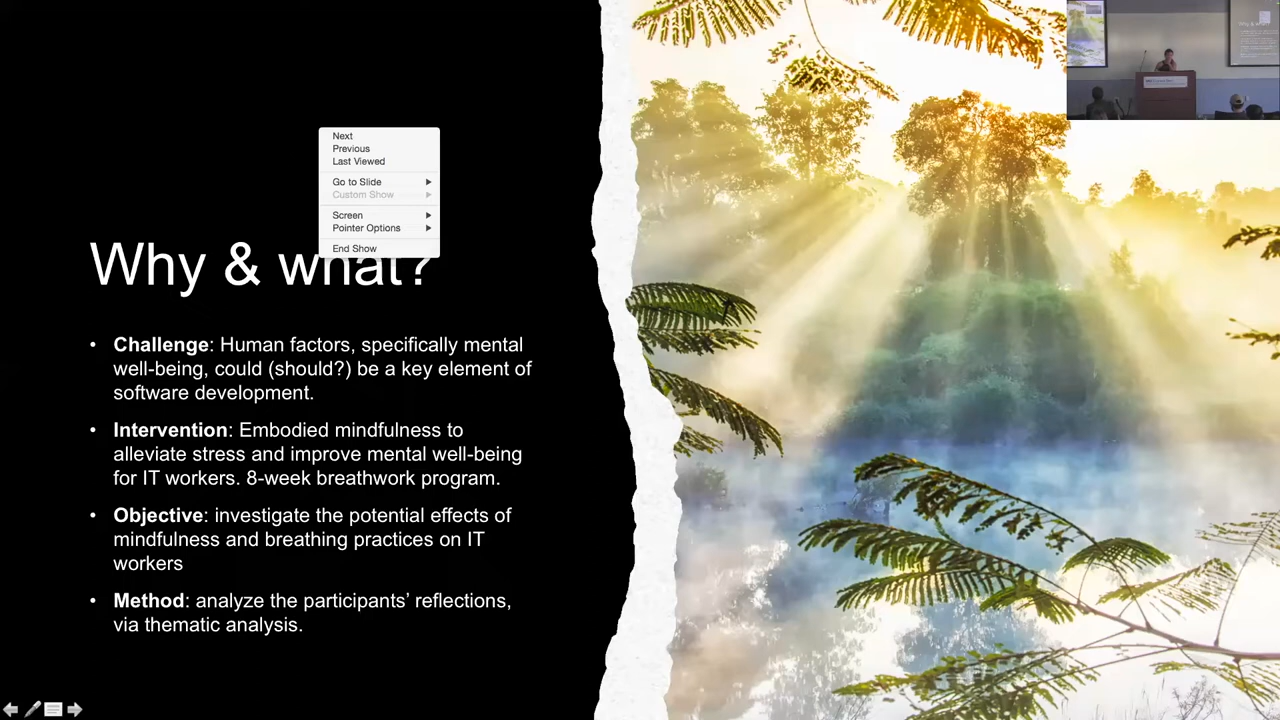 Next
Previous
Last Viewed
Go to Slide
Custom Show
Screen
Pointer Options
End Show
Why & what?
• Challenge: Human factors, specifically mental
well-being, could (should?) be a key element of
software development.
• Intervention: Embodied mindfulness to
alleviate stress and improve mental well-being
for IT workers. 8-week breathwork program.
• Objective: investigate the potential effects of
mindfulness and breathing practices on IT
workers
• Method: analyze the participants’ reflections,
via thematic analysis.